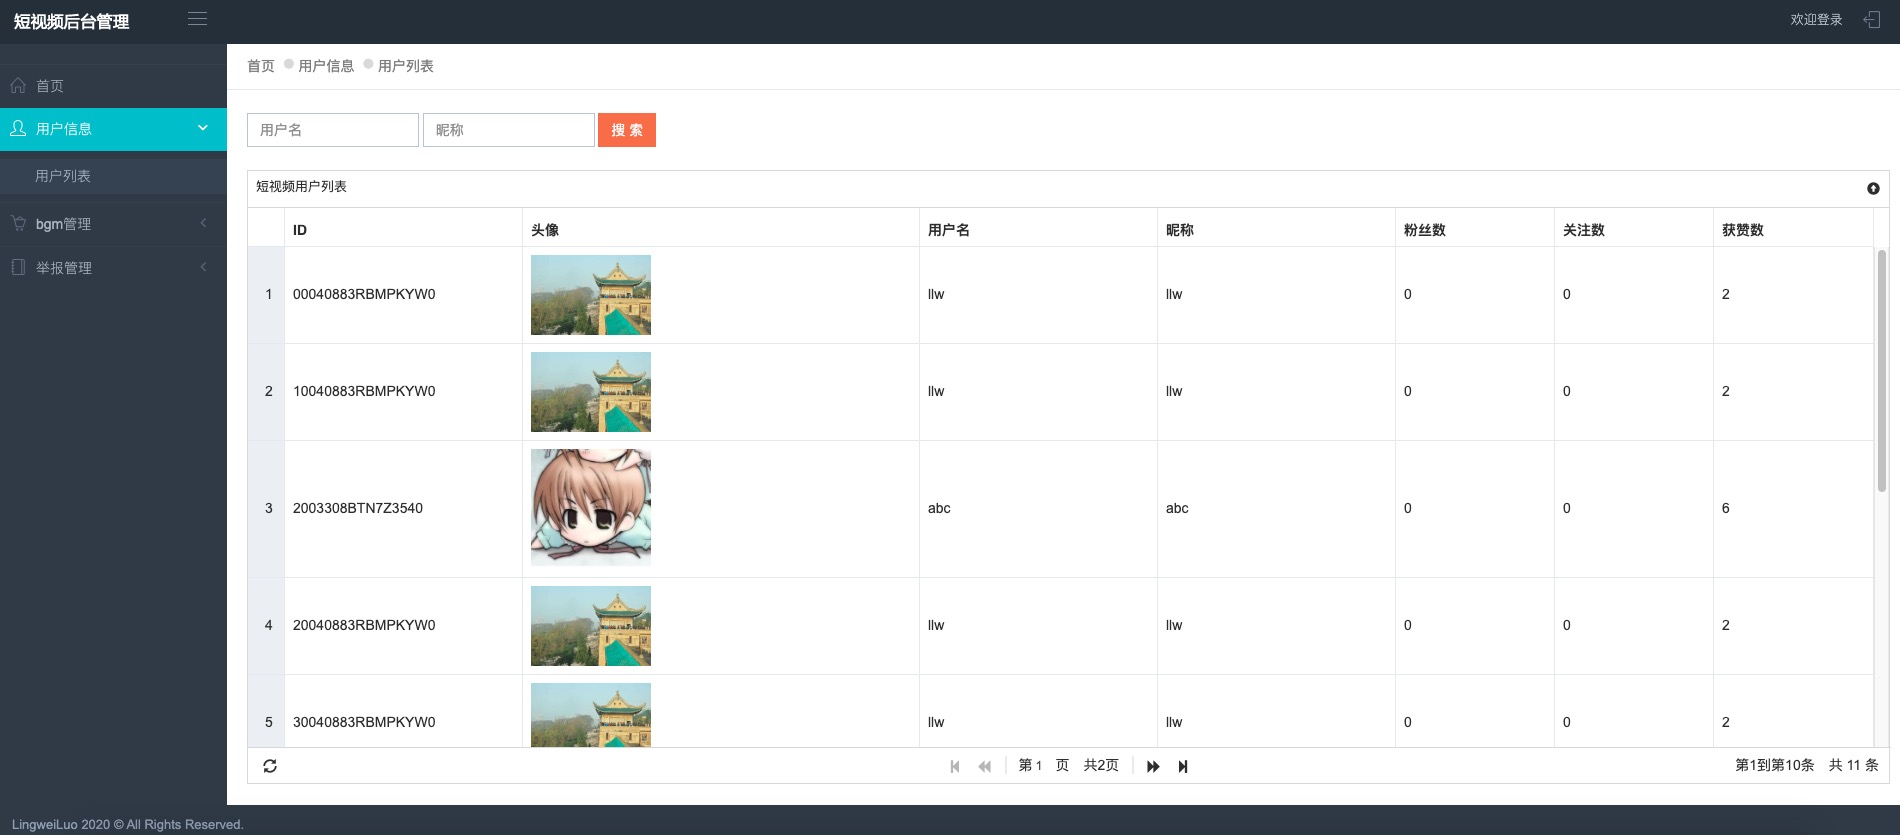 短视频后台管理
欢迎登录
首页
用户信息
用户列表
bgm管理
举报管理
首页 用户信息 用户列表
用户名 昵称 搜 索
短视频用户列表
ID 头像 用户名 昵称 粉丝数 关注数 获赞数
1 00040883RBMPKYW0 llw llw 0 0 2
2 10040883RBMPKYW0 llw llw 0 0 2
3 2003308BTN7Z3540 abc abc 0 0 6
4 20040883RBMPKYW0 llw llw 0 0 2
5 30040883RBMPKYW0 llw llw 0 0 2
第 1 页 共2页 第1到第10条 共 11 条
LingweiLuo 2020 © All Rights Reserved.